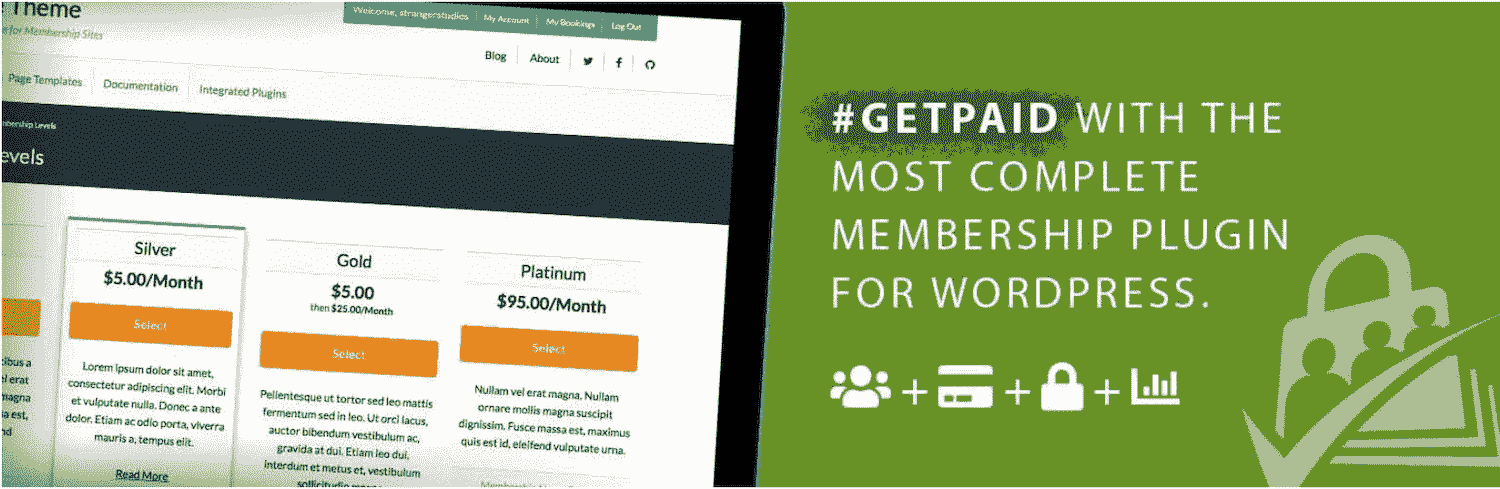 Theme
Welcome, strangerstudies
My Account
My Bookings
Log Out
for Membership Sites
Blog
About
Page Templates
Documentation
Integrated Plugins
Levels
Silver
$5.00/Month
Select
Lorem ipsum dolor sit amet,
consectetur adipiscing elit. Morbi
et vulputate nulla. Donec a ante
dolor. Etiam ac odio porta, viverra
mauris a, tempus elit.
Read More
Gold
$5.00
then $25.00/Month
Select
Pellentesque ut tortor sed leo mattis
fermentum sed in leo. Ut orci lacus,
auctor bibendum vestibulum ac,
gravida at dui. Etiam leo dui,
interdum et metus et, vestibulum
Platinum
$95.00/Month
Select
Nullam vel erat magna. Nullam
ornare mollis magna suscipit
dignissim. Fusce massa est, maximus
quis est id, eleifend vulputate urna.
#GETPAID WITH THE
MOST COMPLETE
MEMBERSHIP PLUGIN
FOR WORDPRESS.